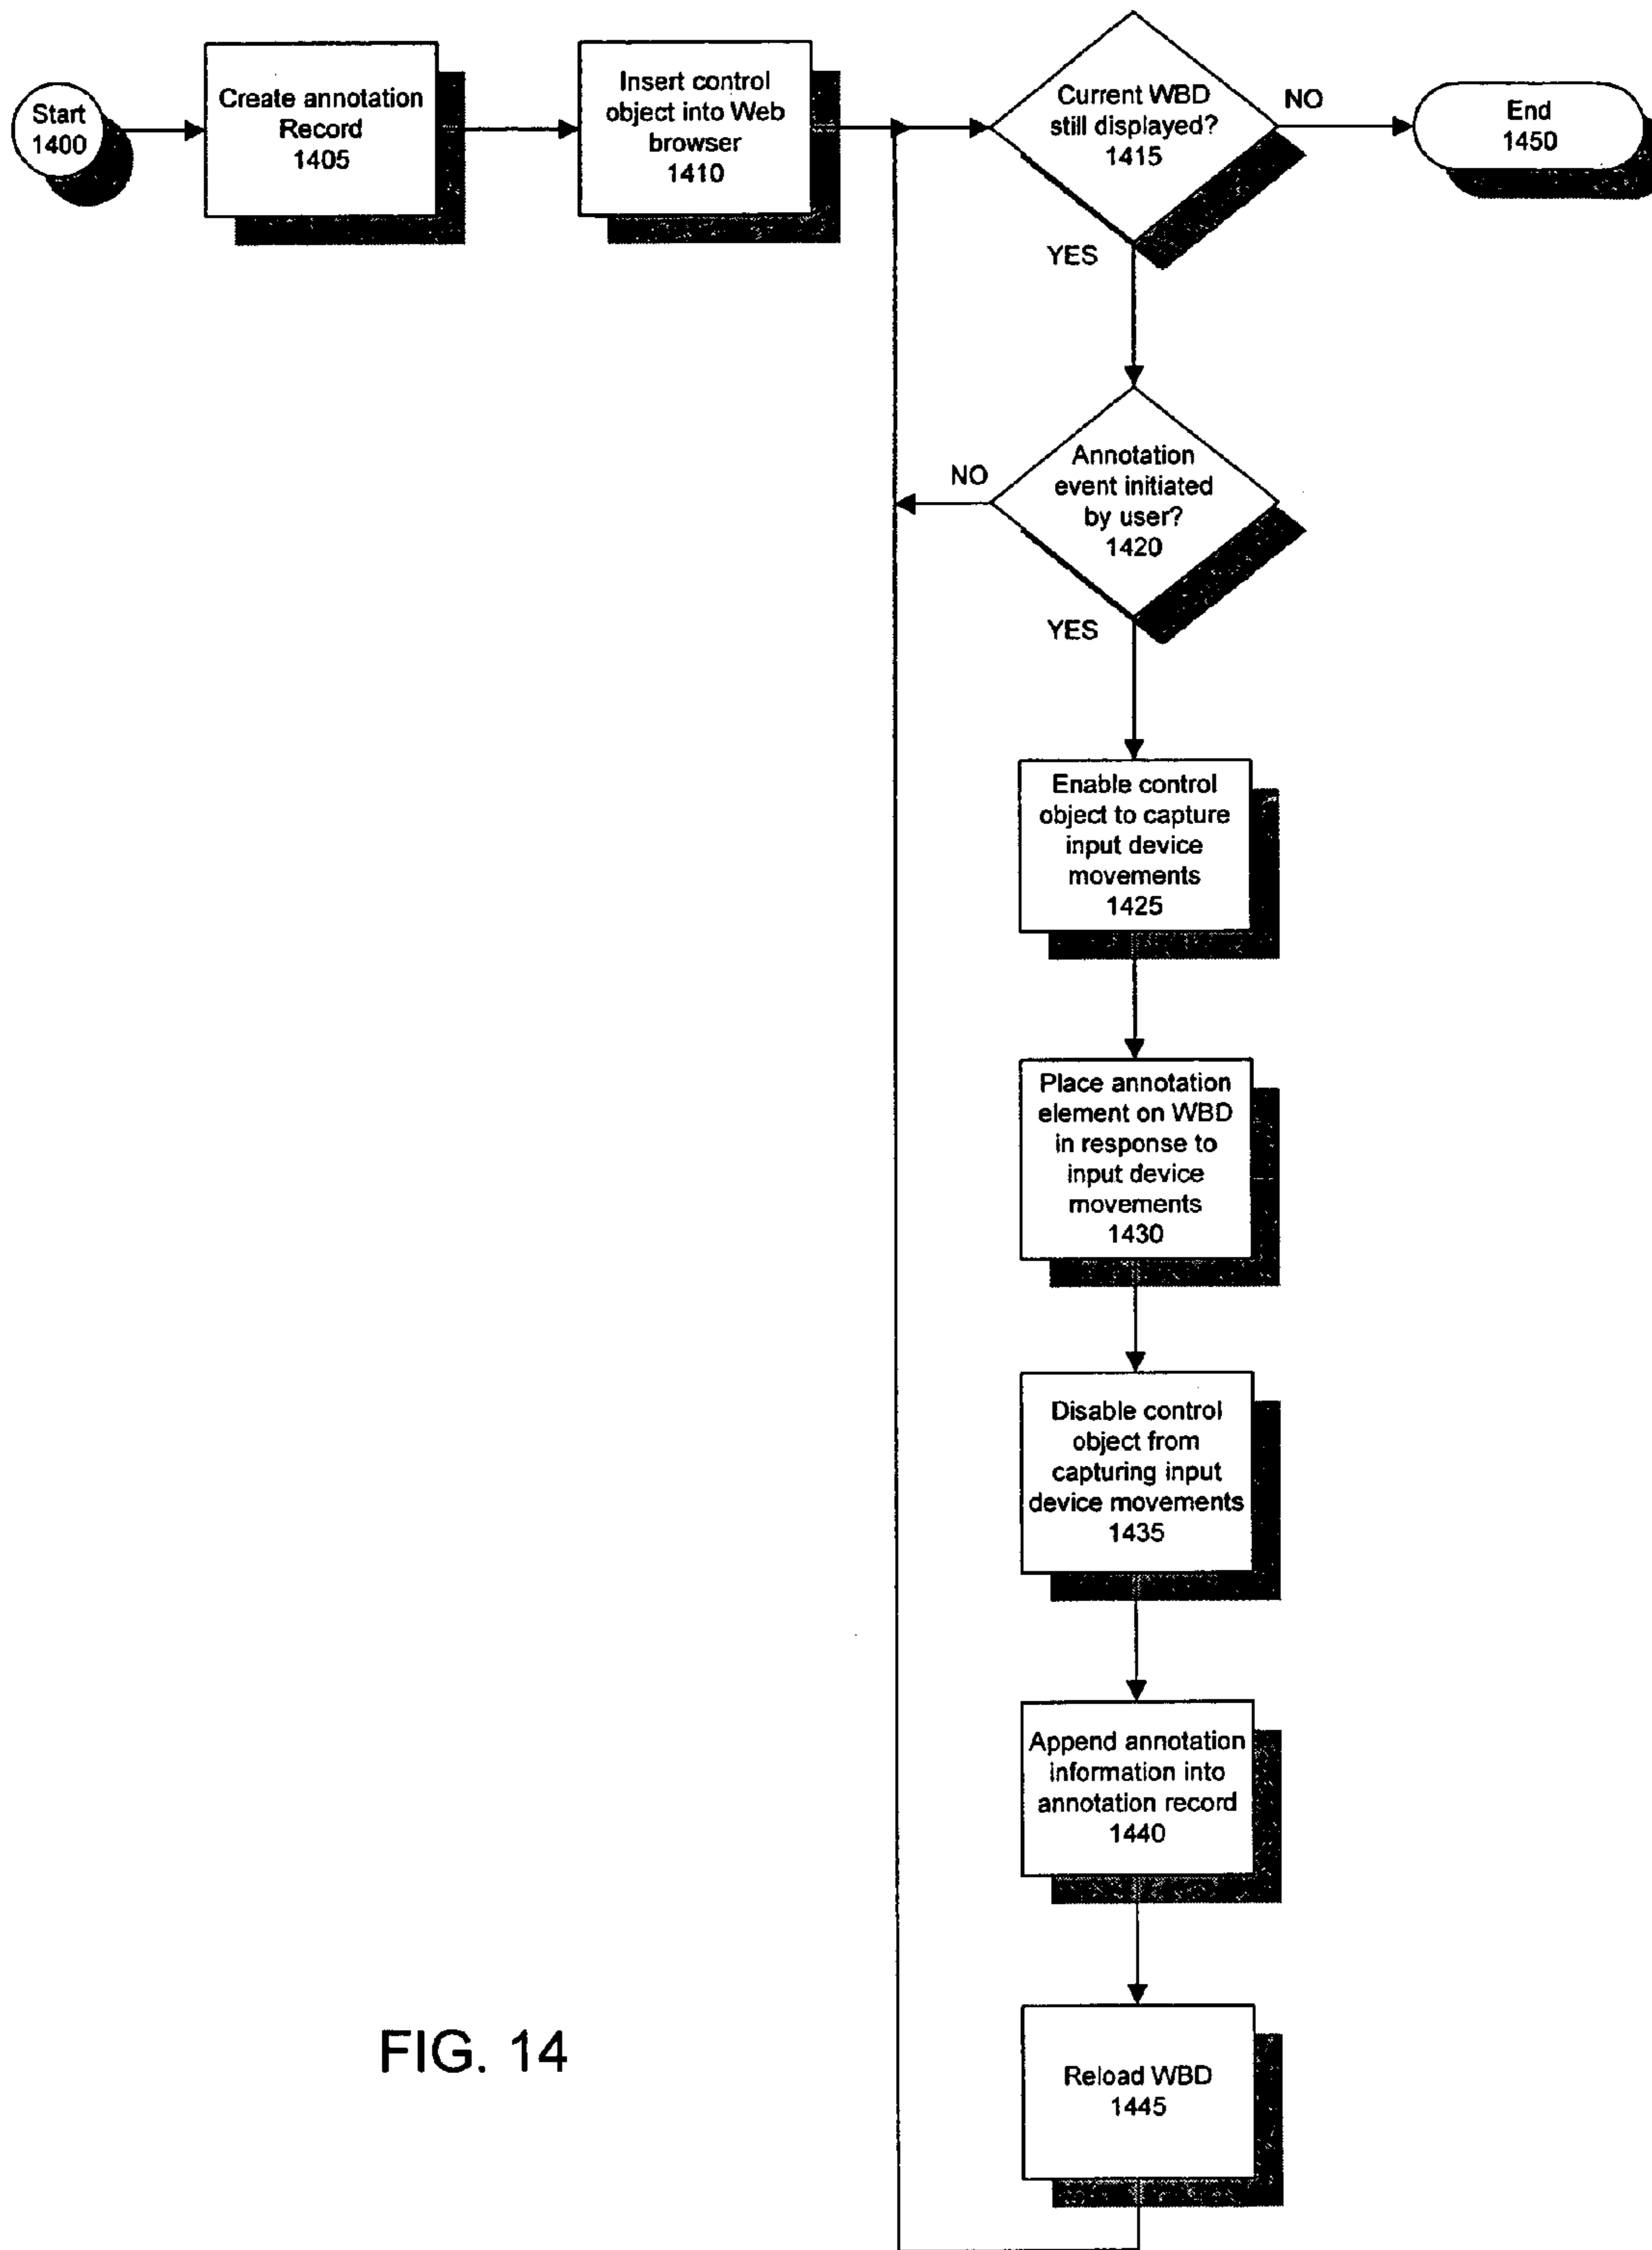 Start
1400
Create annotation
Record
1405
Insert control
object into Web
browser
1410
Current WBD
still displayed?
1415
NO
End
1450
YES
Annotation
event initiated
by user?
1420
NO
YES
Enable control
object to capture
input device
movements
1425
Place annotation
element on WBD
in response to
input device
movements
1430
Disable control
object from
capturing input
device movements
1435
Append annotation
information into
annotation record
1440
Reload WBD
1445
FIG. 14